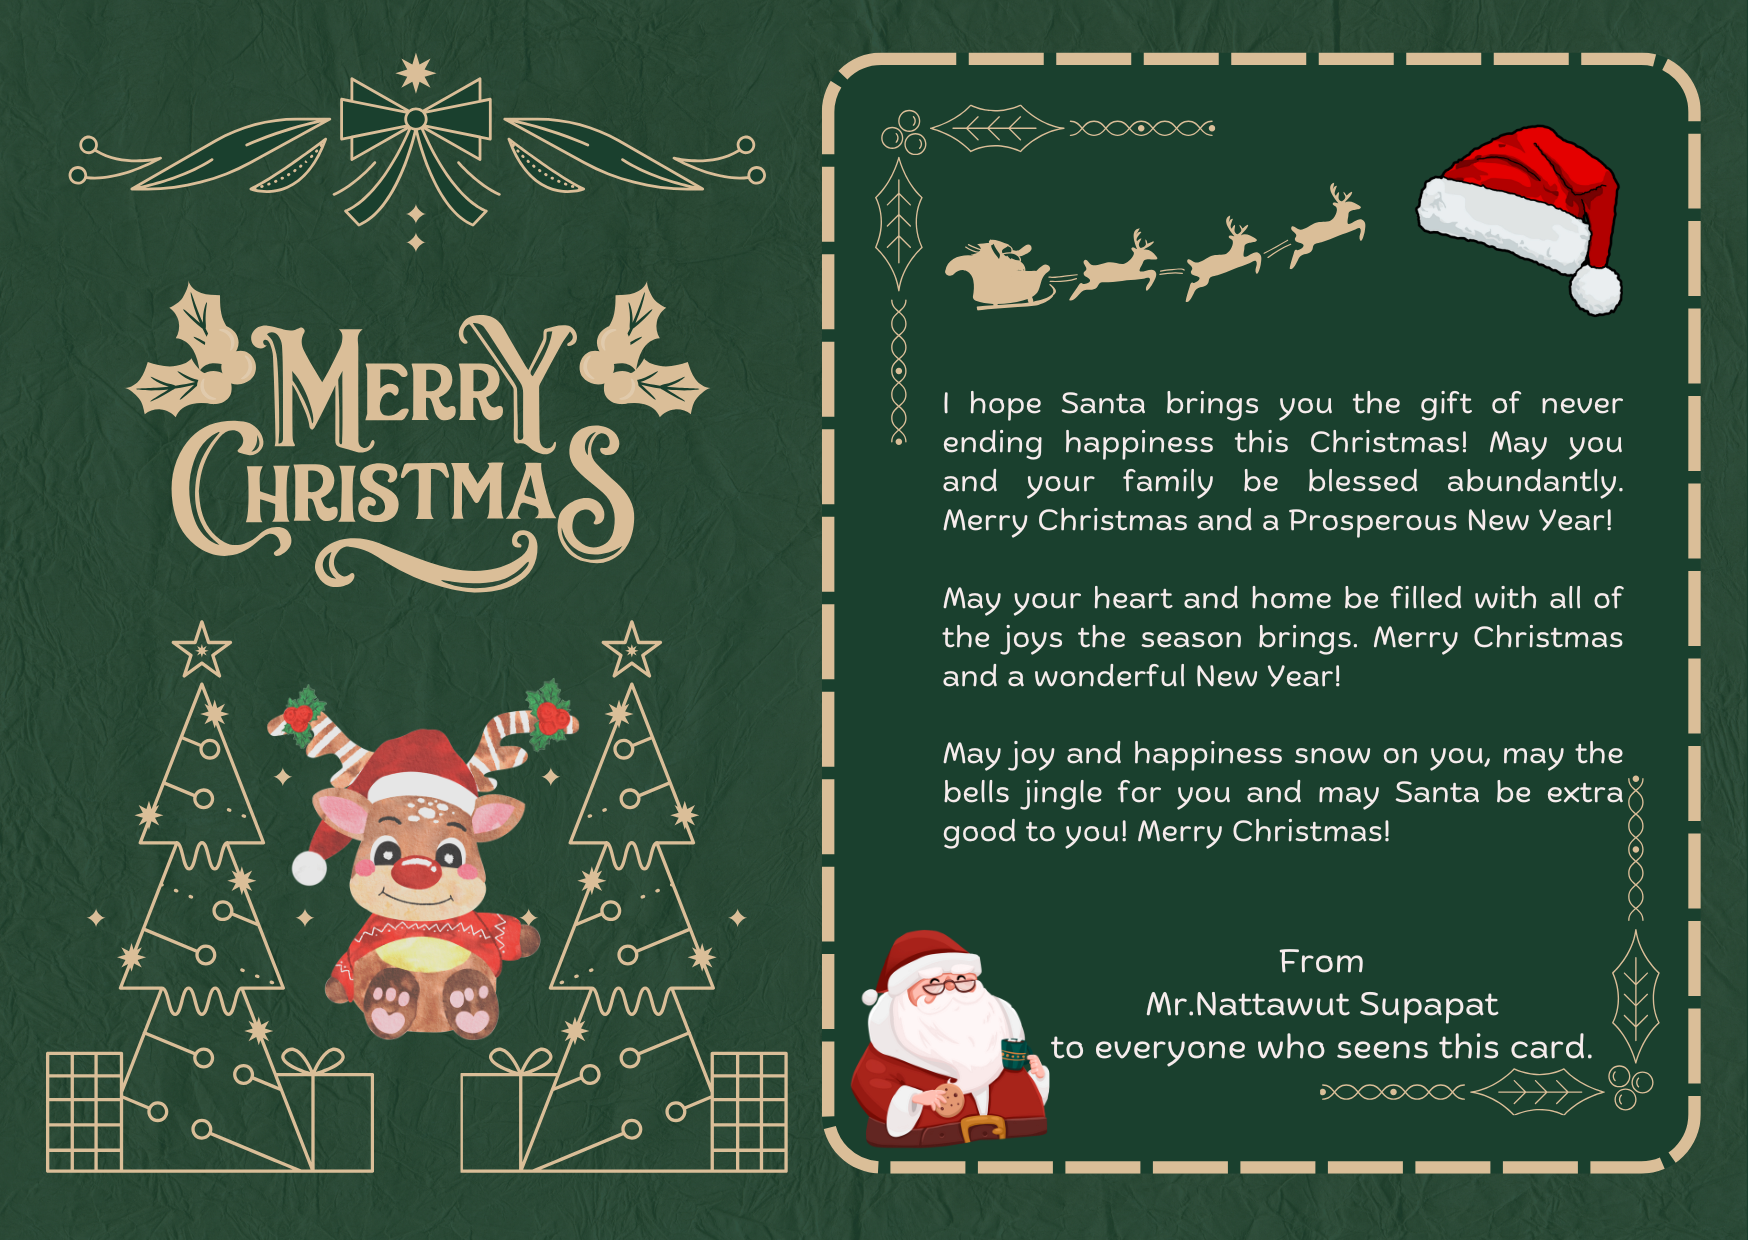 MERRY
CHRISTMAS
I hope Santa brings you the gift of never
ending happiness this Christmas! May you
and your family be blessed abundantly.
Merry Christmas and a Prosperous New Year!
May your heart and home be filled with all of
the joys the season brings. Merry Christmas
and a wonderful New Year!
May joy and happiness snow on you, may the
bells jingle for you and may Santa be extra
good to you! Merry Christmas!
From
Mr.Nattawut Supapat
to everyone who seens this card.